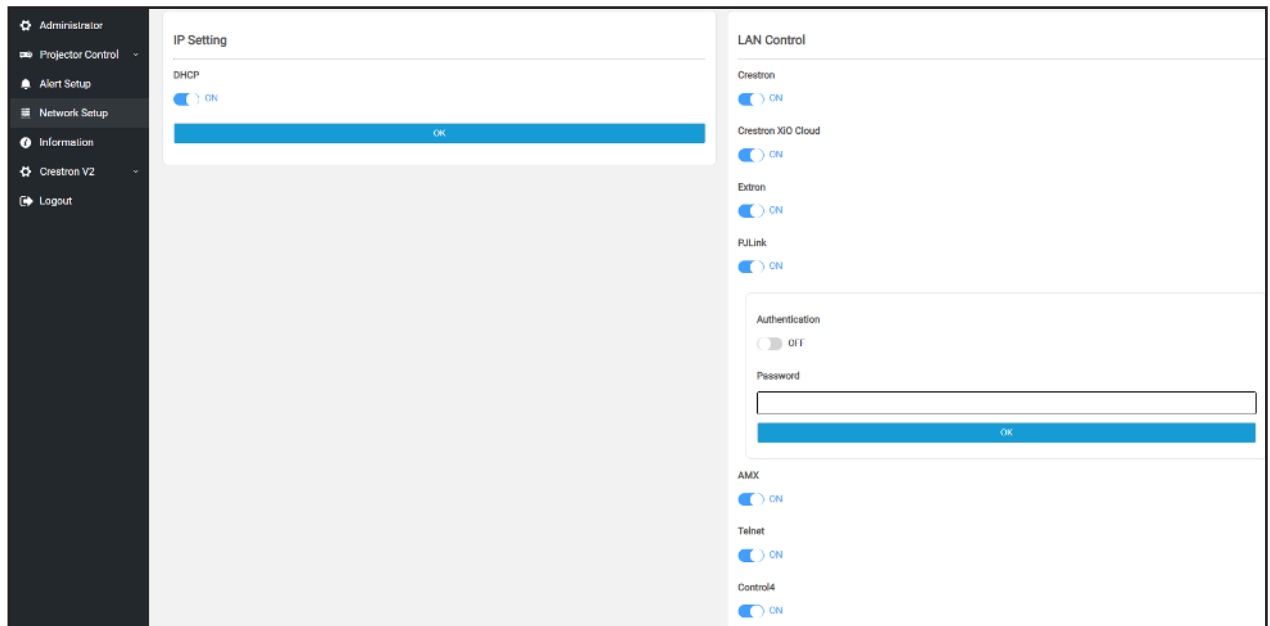 Administrator
Projector Control
Alert Setup
Network Setup
Information
Crestron V2
Logout
IP Setting
DHCP
ON
OK
LAN Control
Crestron
ON
Crestron XiO Cloud
ON
Extron
ON
PJLink
ON
Authentication
OFF
Password
OK
AMX
ON
Telnet
ON
Control4
ON